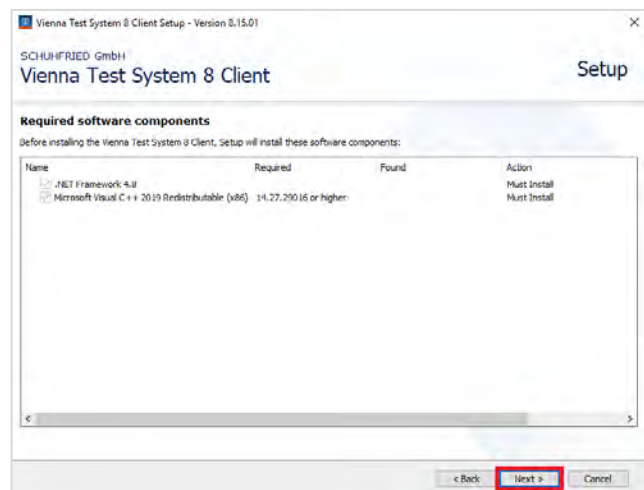 Vienna Test System 8 Client Setup - Version 8.15.01
SCHUHFRIED GmbH
Vienna Test System 8 Client
Setup
Required software components
Before installing the Vienna Test System 8 Client, Setup will install these software components:
Name Required Found Action
.NET Framework 4.8 Must Install
Microsoft Visual C++ 2019 Redistributable (x86) 14.27.29016 or higher Must Install
< Back Next > Cancel